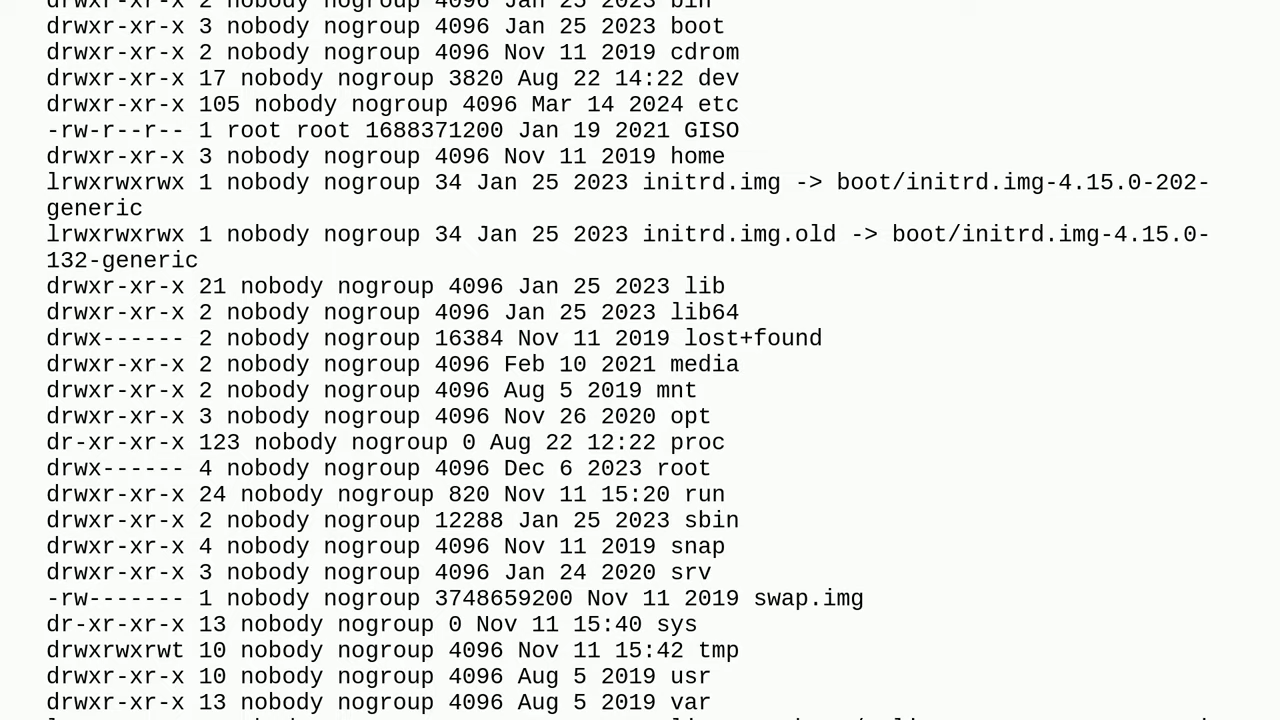 drwxr-xr-x 2 nobody nogroup 4096 Jan 25 2023 bin
drwxr-xr-x 3 nobody nogroup 4096 Jan 25 2023 boot
drwxr-xr-x 2 nobody nogroup 4096 Nov 11 2019 cdrom
drwxr-xr-x 17 nobody nogroup 3820 Aug 22 14:22 dev
drwxr-xr-x 105 nobody nogroup 4096 Mar 14 2024 etc
-rw-r--r-- 1 root root 1688371200 Jan 19 2021 GISO
drwxr-xr-x 3 nobody nogroup 4096 Nov 11 2019 home
lrwxrwxrwx 1 nobody nogroup 34 Jan 25 2023 initrd.img -> boot/initrd.img-4.15.0-202-
generic
lrwxrwxrwx 1 nobody nogroup 34 Jan 25 2023 initrd.img.old -> boot/initrd.img-4.15.0-
132-generic
drwxr-xr-x 21 nobody nogroup 4096 Jan 25 2023 lib
drwxr-xr-x 2 nobody nogroup 4096 Jan 25 2023 lib64
drwx------ 2 nobody nogroup 16384 Nov 11 2019 lost+found
drwxr-xr-x 2 nobody nogroup 4096 Feb 10 2021 media
drwxr-xr-x 2 nobody nogroup 4096 Aug 5 2019 mnt
drwxr-xr-x 3 nobody nogroup 4096 Nov 26 2020 opt
dr-xr-xr-x 123 nobody nogroup 0 Aug 22 12:22 proc
drwx------ 4 nobody nogroup 4096 Dec 6 2023 root
drwxr-xr-x 24 nobody nogroup 820 Nov 11 15:20 run
drwxr-xr-x 2 nobody nogroup 12288 Jan 25 2023 sbin
drwxr-xr-x 4 nobody nogroup 4096 Nov 11 2019 snap
drwxr-xr-x 3 nobody nogroup 4096 Jan 24 2020 srv
-rw------- 1 nobody nogroup 3748659200 Nov 11 2019 swap.img
dr-xr-xr-x 13 nobody nogroup 0 Nov 11 15:40 sys
drwxrwxrwt 10 nobody nogroup 4096 Nov 11 15:42 tmp
drwxr-xr-x 10 nobody nogroup 4096 Aug 5 2019 usr
drwxr-xr-x 13 nobody nogroup 4096 Aug 5 2019 var